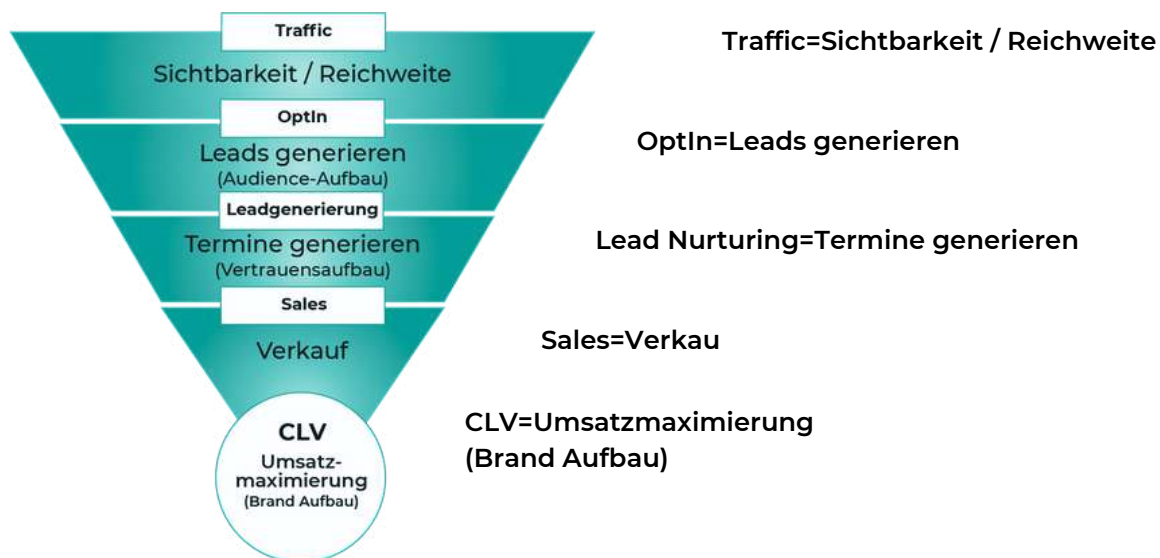 Traffic
Sichtbarkeit / Reichweite
OptIn
Leads generieren
(Audience-Aufbau)
Leadgenerierung
Termine generieren
(Vertrauensaufbau)
Sales
Verkauf
CLV
Umsatz-
maximierung
(Brand Aufbau)
Traffic=Sichtbarkeit / Reichweite
OptIn=Leads generieren
Lead Nurturing=Termine generieren
Sales=Verkau
CLV=Umsatzmaximierung
(Brand Aufbau)